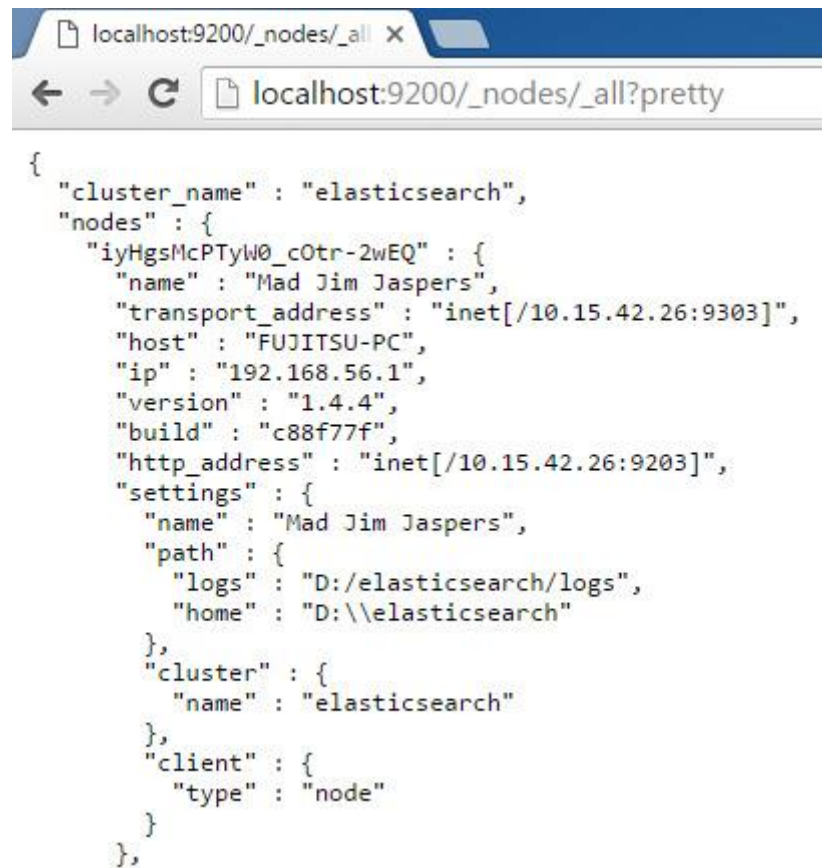 localhost:9200/_nodes/_all
localhost:9200/_nodes/_all?pretty
{
  "cluster_name" : "elasticsearch",
  "nodes" : {
    "iyHgsMcPTyW0_cOtr-2wEQ" : {
      "name" : "Mad Jim Jaspers",
      "transport_address" : "inet[/10.15.42.26:9303]",
      "host" : "FUJITSU-PC",
      "ip" : "192.168.56.1",
      "version" : "1.4.4",
      "build" : "c88f77f",
      "http_address" : "inet[/10.15.42.26:9203]",
      "settings" : {
        "name" : "Mad Jim Jaspers",
        "path" : {
          "logs" : "D:/elasticsearch/logs",
          "home" : "D:\\elasticsearch"
        },
        "cluster" : {
          "name" : "elasticsearch"
        },
        "client" : {
          "type" : "node"
        }
      },